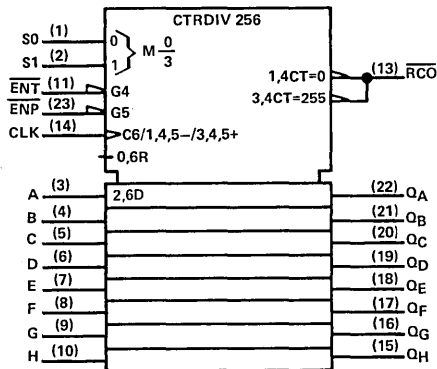 CTRDIV 256
S0 (1) 0
S1 (2) 1
M 0/3
ENT (11) G4
ENP (23) G5
CLK (14) C6/1,4,5−/3,4,5+
0,6R
1,4CT=0
3,4CT=255
(13) RCO
A (3) 2,6D (22) QA
B (4) (21) QB
C (5) (20) QC
D (6) (19) QD
E (7) (18) QE
F (8) (17) QF
G (9) (16) QG
H (10) (15) QH